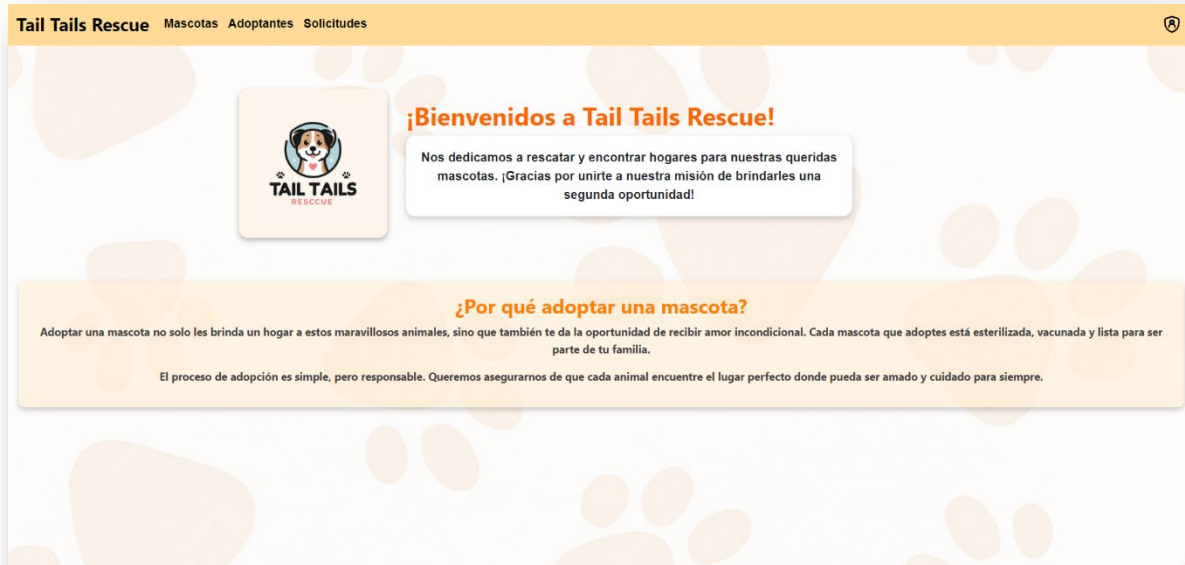 Tail Tails Rescue Mascotas Adoptantes Solicitudes
TAIL TAILS
RESCCUE
¡Bienvenidos a Tail Tails Rescue!
Nos dedicamos a rescatar y encontrar hogares para nuestras queridas
mascotas. ¡Gracias por unirte a nuestra misión de brindarles una
segunda oportunidad!
¿Por qué adoptar una mascota?
Adoptar una mascota no solo les brinda un hogar a estos maravillosos animales, sino que también te da la oportunidad de recibir amor incondicional. Cada mascota que adoptes está esterilizada, vacunada y lista para ser
parte de tu familia.
El proceso de adopción es simple, pero responsable. Queremos asegurarnos de que cada animal encuentre el lugar perfecto donde pueda ser amado y cuidado para siempre.